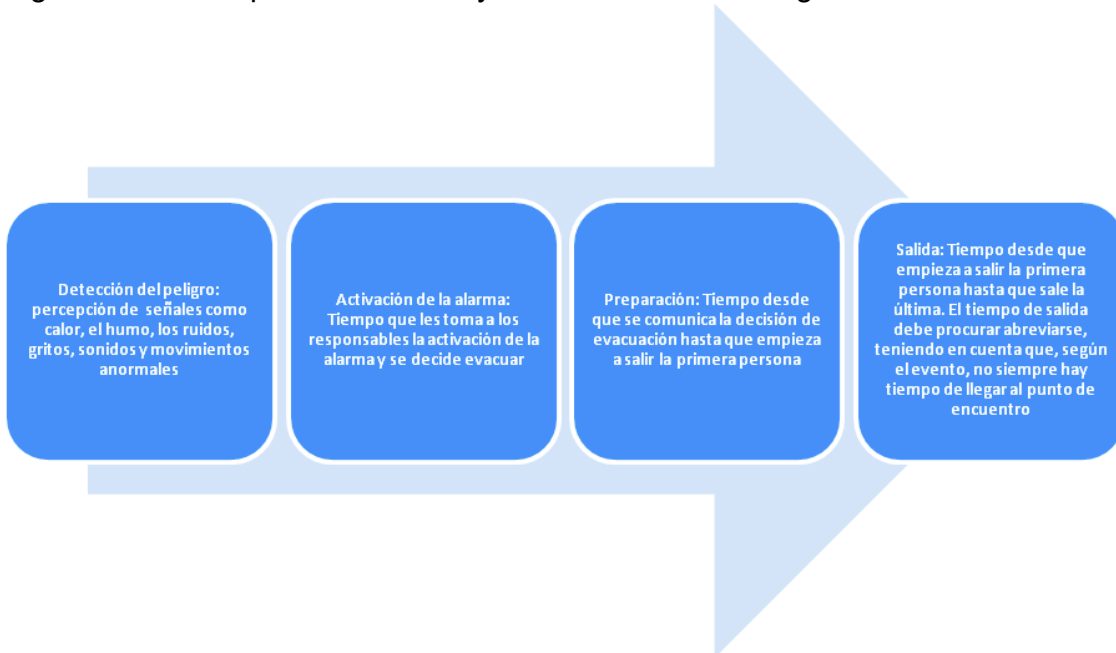 Detección del peligro:
percepción de señales como
calor, el humo, los ruidos,
gritos, sonidos y movimientos
anormales
Activación de la alarma:
Tiempo que les toma a los
responsables la activación de la
alarma y se decide evacuar
Preparación: Tiempo desde
que se comunica la decisión de
evacuación hasta que empieza
a salir la primera persona
Salida: Tiempo desde que
empieza a salir la primera
persona hasta que sale la
última. El tiempo de salida
debe procurar abreviarse,
teniendo en cuenta que, según
el evento, no siempre hay
tiempo de llegar al punto de
encuentro